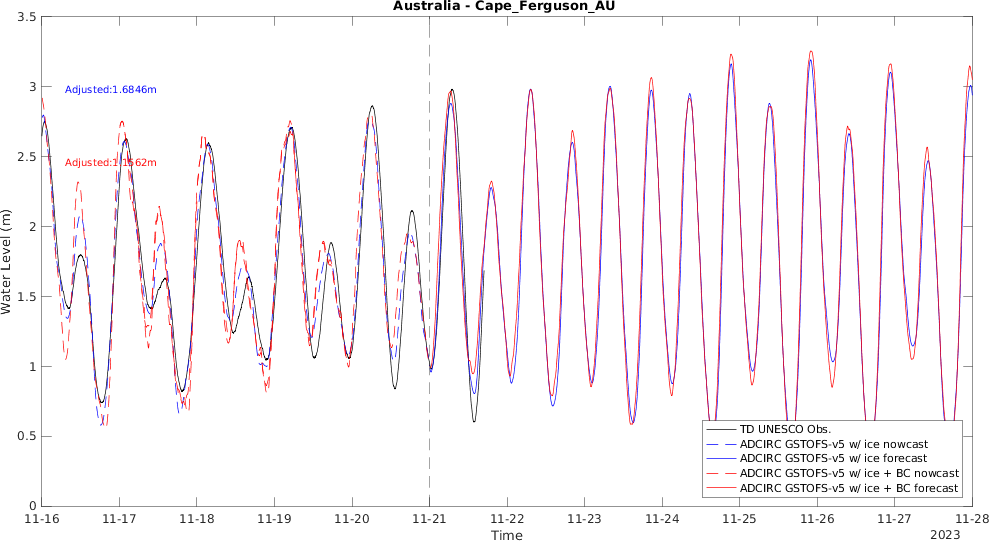 Australia - Cape_Ferguson_AU
3.5
3
2.5
2
1.5
1
0.5
0
Water Level (m)
Adjusted:1.6846m
TD UNESCO Obs.
ADCIRC GSTOFS-v5 w/ ice nowcast
ADCIRC GSTOFS-v5 w/ ice forecast
ADCIRC GSTOFS-v5 w/ ice + BC nowcast
ADCIRC GSTOFS-v5 w/ ice + BC forecast
11-16 11-17 11-18 11-19 11-20 11-21 11-22 11-23 11-24 11-25 11-26 11-27 11-28
Time
2023